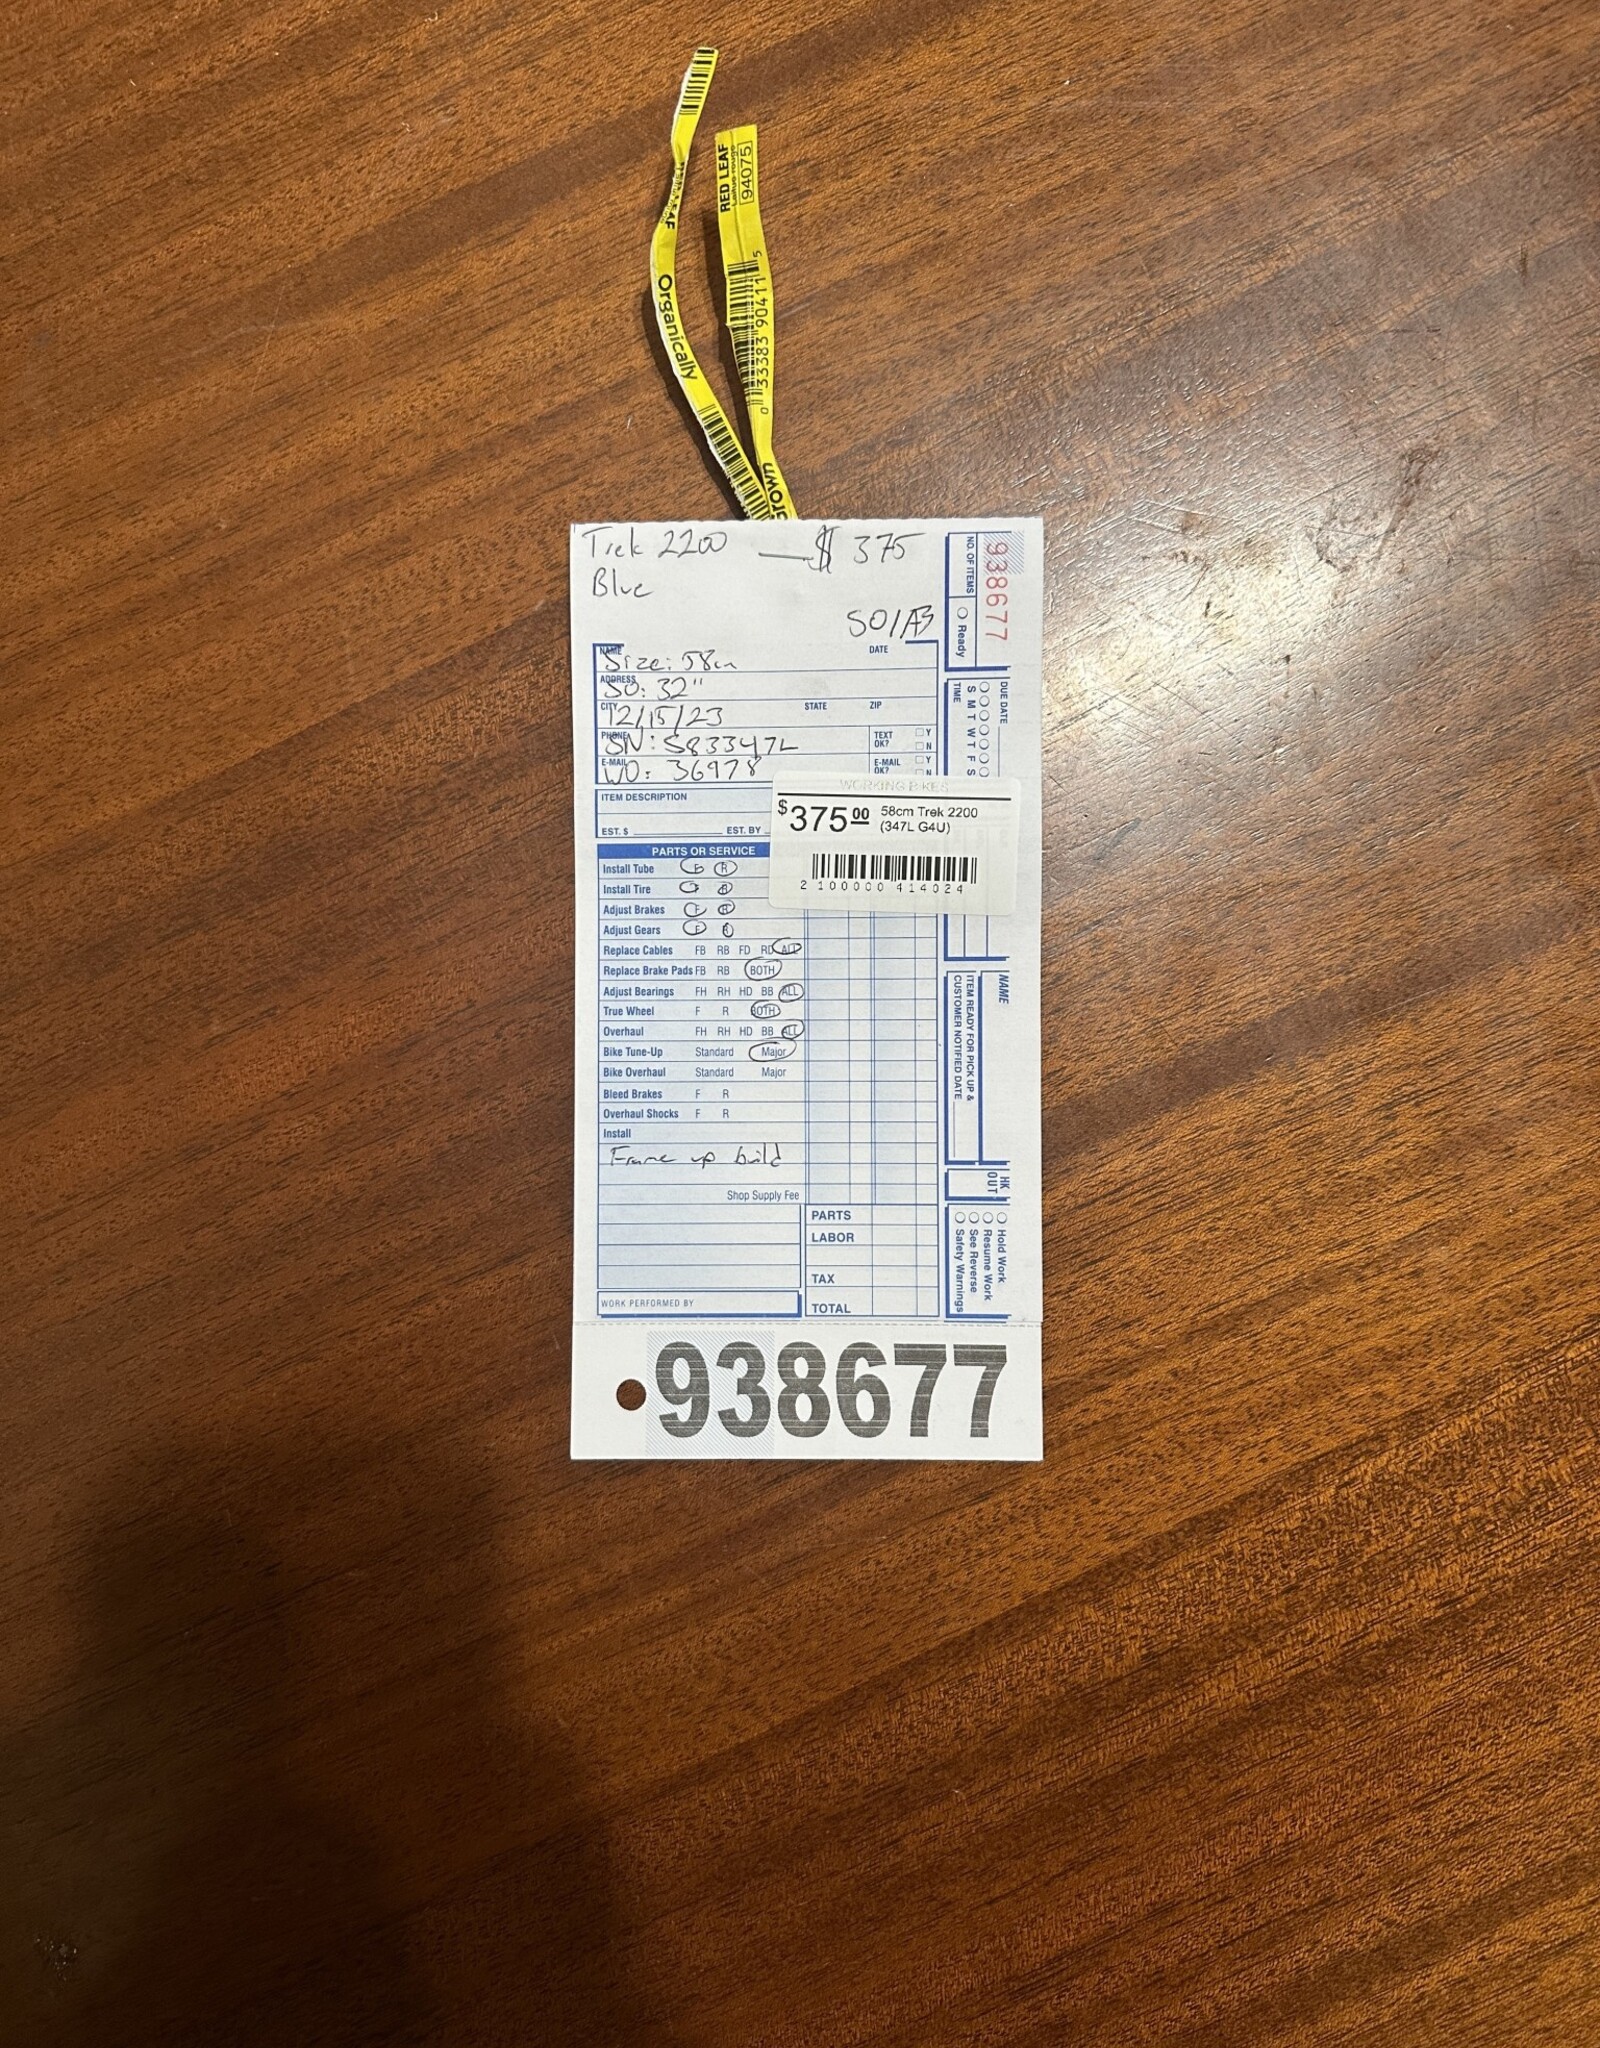 Organically
RED LEAF
94075
0 33383 90411 5
Trek 2200 — $ 375
Blue
SO/AB
938677
NO. OF ITEMS
Ready
NAME
Size: 58cm
DATE
ADDRESS
SO: 32"
CITY
12/15/23
STATE
ZIP
PHONE
SN: 583347L
TEXT OK? Y N
E-MAIL
WO: 36978
E-MAIL OK? Y N
DUE DATE
S M T W T F S
TIME
ITEM DESCRIPTION
EST. $ EST. BY
WORKING BIKES
$375.00 58cm Trek 2200
(347L G4U)
2 100000 414024
PARTS OR SERVICE
Install Tube F R
Install Tire F R
Adjust Brakes F R
Adjust Gears F R
Replace Cables FB RB FD RD ALL
Replace Brake Pads FB RB BOTH
Adjust Bearings FH RH HD BB ALL
True Wheel F R BOTH
Overhaul FH RH HD BB ALL
Bike Tune-Up Standard Major
Bike Overhaul Standard Major
Bleed Brakes F R
Overhaul Shocks F R
Install
Frame up build
Shop Supply Fee
PARTS
LABOR
TAX
TOTAL
WORK PERFORMED BY
NAME
ITEM READY FOR PICK UP &
CUSTOMER NOTIFIED DATE
HK
OUT
Hold Work
Resume Work
See Reverse
Safety Warnings
938677